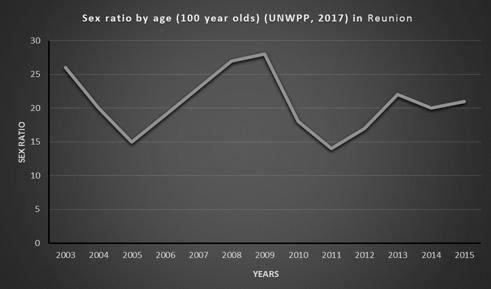 Sex ratio by age (100 year olds) (UNWPP, 2017) in Reunion
30
25
20
15
10
5
0
SEX RATIO
2003 2004 2005 2006 2007 2008 2009 2010 2011 2012 2013 2014 2015
YEARS